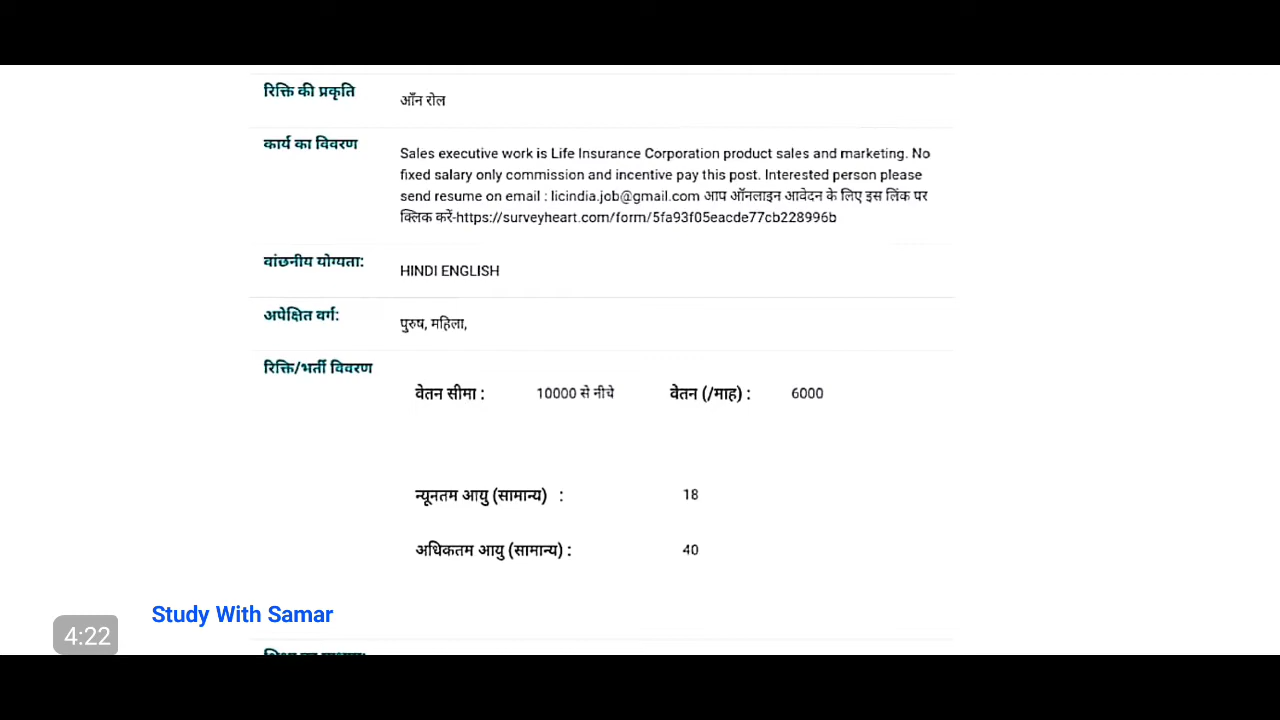 रिक्ति की प्रकृति
ऑन रोल
कार्य का विवरण
Sales executive work is Life Insurance Corporation product sales and marketing. No
fixed salary only commission and incentive pay this post. Interested person please
send resume on email : licindia.job@gmail.com आप ऑनलाइन आवेदन के लिए इस लिंक पर
क्लिक करें-https://surveyheart.com/form/5fa93f05eacde77cb228996b
वांछनीय योग्यता:
HINDI ENGLISH
अपेक्षित वर्ग:
पुरुष, महिला,
रिक्ति/भर्ती विवरण
वेतन सीमा : 10000 से नीचे वेतन (/माह) : 6000
न्यूनतम आयु (सामान्य) : 18
अधिकतम आयु (सामान्य) : 40
Study With Samar
4:22